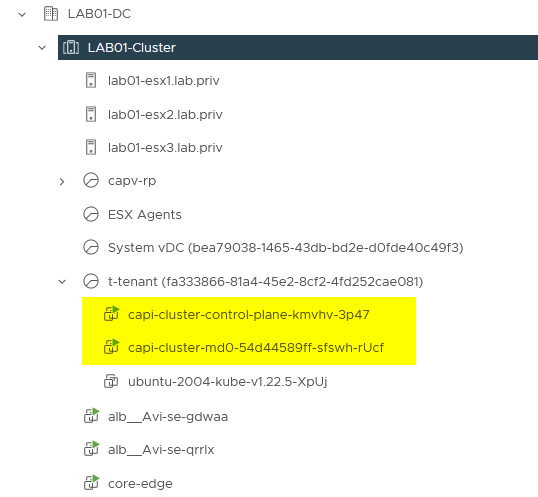 LAB01-DC
LAB01-Cluster
lab01-esx1.lab.priv
lab01-esx2.lab.priv
lab01-esx3.lab.priv
capv-rp
ESX Agents
System vDC (bea79038-1465-43db-bd2e-d0fde40c49f3)
t-tenant (fa333866-81a4-45e2-8cf2-4fd252cae081)
capi-cluster-control-plane-kmvhv-3p47
capi-cluster-md0-54d44589ff-sfswh-rUcf
ubuntu-2004-kube-v1.22.5-XpUj
alb__Avi-se-gdwaa
alb__Avi-se-qrrlx
core-edge